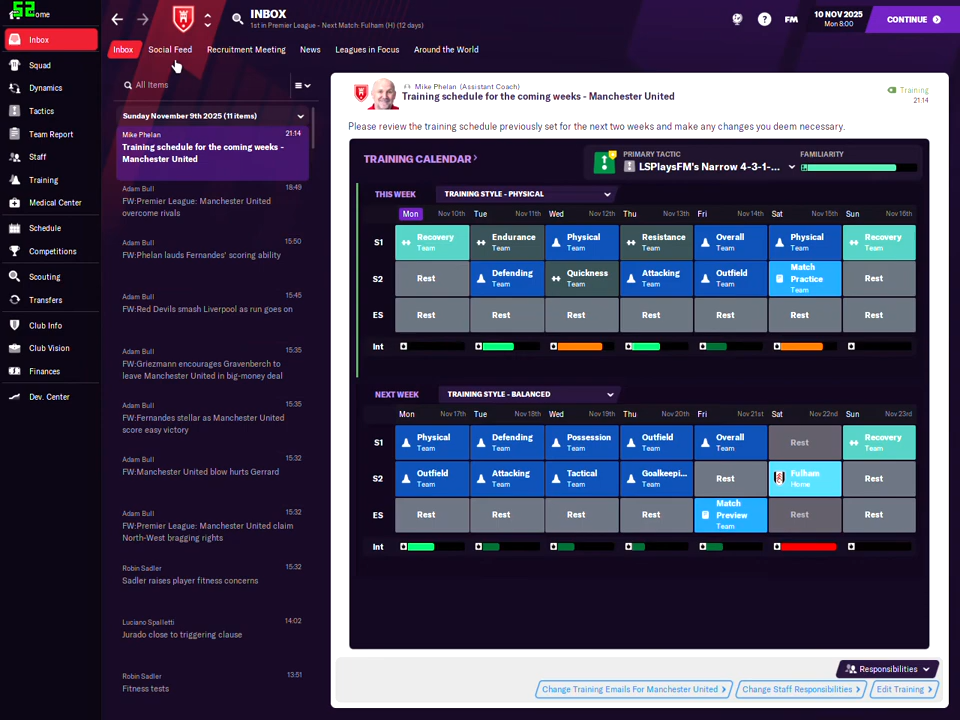 52
ome
INBOX
1st in Premier League - Next Match: Fulham (H) (12 days)
FM
10 NOV 2025
Mon 8:00
CONTINUE
Inbox
Squad
Dynamics
Tactics
Team Report
Staff
Training
Medical Center
Schedule
Competitions
Scouting
Transfers
Club Info
Club Vision
Finances
Dev. Center
Inbox
Social Feed
Recruitment Meeting
News
Leagues in Focus
Around the World
All Items
Sunday November 9th 2025 (11 items)
Mike Phelan 21:14
Training schedule for the coming weeks -
Manchester United
Adam Bull 18:49
FW:Premier League: Manchester United
overcome rivals
Adam Bull 15:50
FW:Phelan lauds Fernandes' scoring ability
Adam Bull 15:45
FW:Red Devils smash Liverpool as run goes on
Adam Bull 15:35
FW:Griezmann encourages Gravenberch to
leave Manchester United in big-money deal
Adam Bull 15:35
FW:Fernandes stellar as Manchester United
score easy victory
Adam Bull 15:32
FW:Manchester United blow hurts Gerrard
Adam Bull 15:32
FW:Premier League: Manchester United claim
North-West bragging rights
Robin Sadler 15:32
Sadler raises player fitness concerns
Luciano Spalletti 14:02
Jurado close to triggering clause
Robin Sadler 13:51
Fitness tests
Mike Phelan (Assistant Coach)
Training schedule for the coming weeks - Manchester United
Training
21:14
Please review the training schedule previously set for the next two weeks and make any changes you deem necessary.
TRAINING CALENDAR
PRIMARY TACTIC
LSPlaysFM's Narrow 4-3-1-...
FAMILIARITY
THIS WEEK
TRAINING STYLE - PHYSICAL
Mon Nov 10th Tue Nov 11th Wed Nov 12th Thu Nov 13th Fri Nov 14th Sat Nov 15th Sun Nov 16th
S1 Recovery Endurance Physical Resistance Overall Physical Recovery
Team Team Team Team Team Team Team
S2 Rest Defending Quickness Attacking Outfield Match Practice Rest
Team Team Team Team Team
ES Rest Rest Rest Rest Rest Rest Rest
Int
NEXT WEEK
TRAINING STYLE - BALANCED
Mon Nov 17th Tue Nov 18th Wed Nov 19th Thu Nov 20th Fri Nov 21st Sat Nov 22nd Sun Nov 23rd
S1 Physical Defending Possession Outfield Overall Rest Recovery
Team Team Team Team Team Team
S2 Outfield Attacking Tactical Goalkeepi... Rest Fulham Rest
Team Team Team Team Home
ES Rest Rest Rest Rest Match Preview Rest Rest
Team
Int
Responsibilities
Change Training Emails For Manchester United
Change Staff Responsibilities
Edit Training